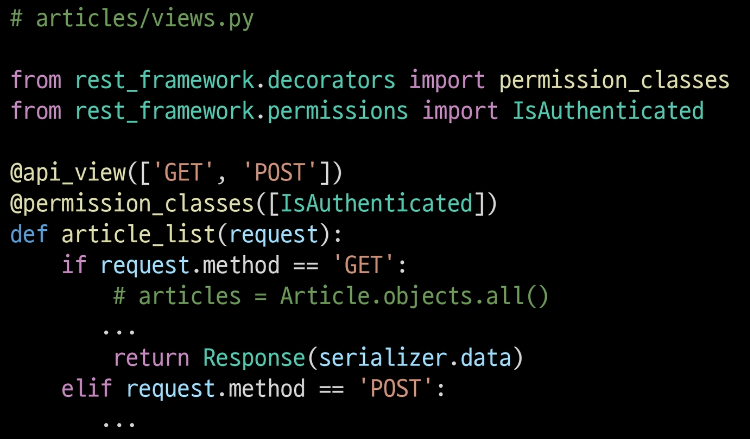 # articles/views.py
from rest_framework.decorators import permission_classes
from rest_framework.permissions import IsAuthenticated
@api_view(['GET', 'POST'])
@permission_classes([IsAuthenticated])
def article_list(request):
    if request.method == 'GET':
        # articles = Article.objects.all()
       ...
        return Response(serializer.data)
    elif request.method == 'POST':
       ...